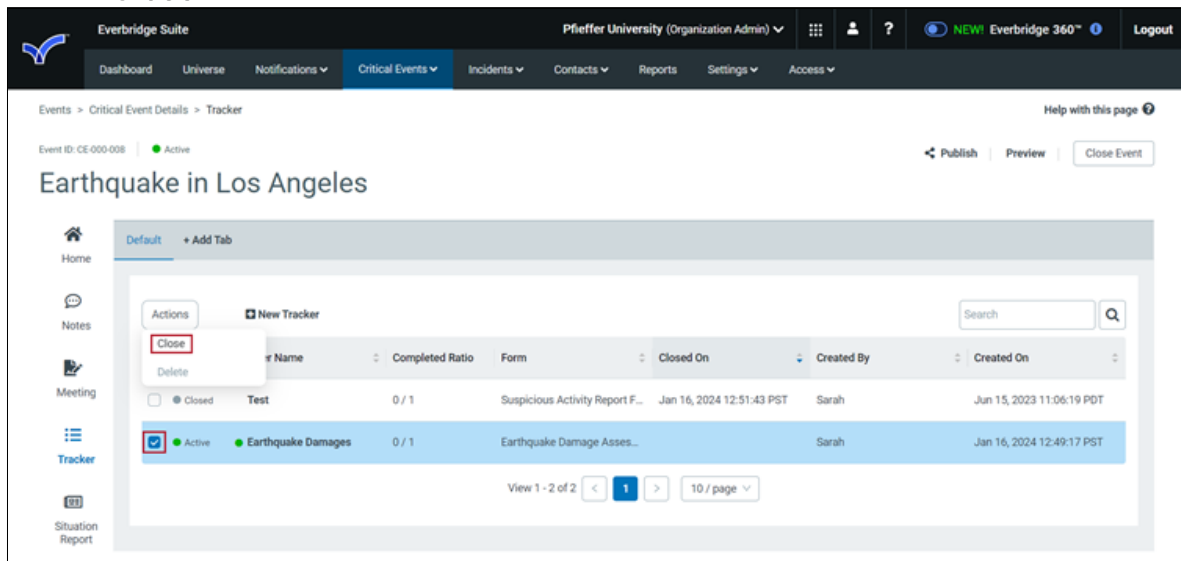 Everbridge Suite
Pfieffer University (Organization Admin)
?
NEW! Everbridge 360™
Logout
Dashboard Universe Notifications Critical Events Incidents Contacts Reports Settings Access
Events > Critical Event Details > Tracker
Help with this page
Event ID: CE-000-008 Active
Publish Preview Close Event
Earthquake in Los Angeles
Home
Default + Add Tab
Notes
Actions
New Tracker
Search
Close
Delete
r Name Completed Ratio Form Closed On Created By Created On
Meeting
Closed Test 0 / 1 Suspicious Activity Report F... Jan 16, 2024 12:51:43 PST Sarah Jun 15, 2023 11:06:19 PDT
Tracker
Active Earthquake Damages 0 / 1 Earthquake Damage Asses... Sarah Jan 16, 2024 12:49:17 PST
View 1 - 2 of 2 < 1 > 10 / page
Situation
Report